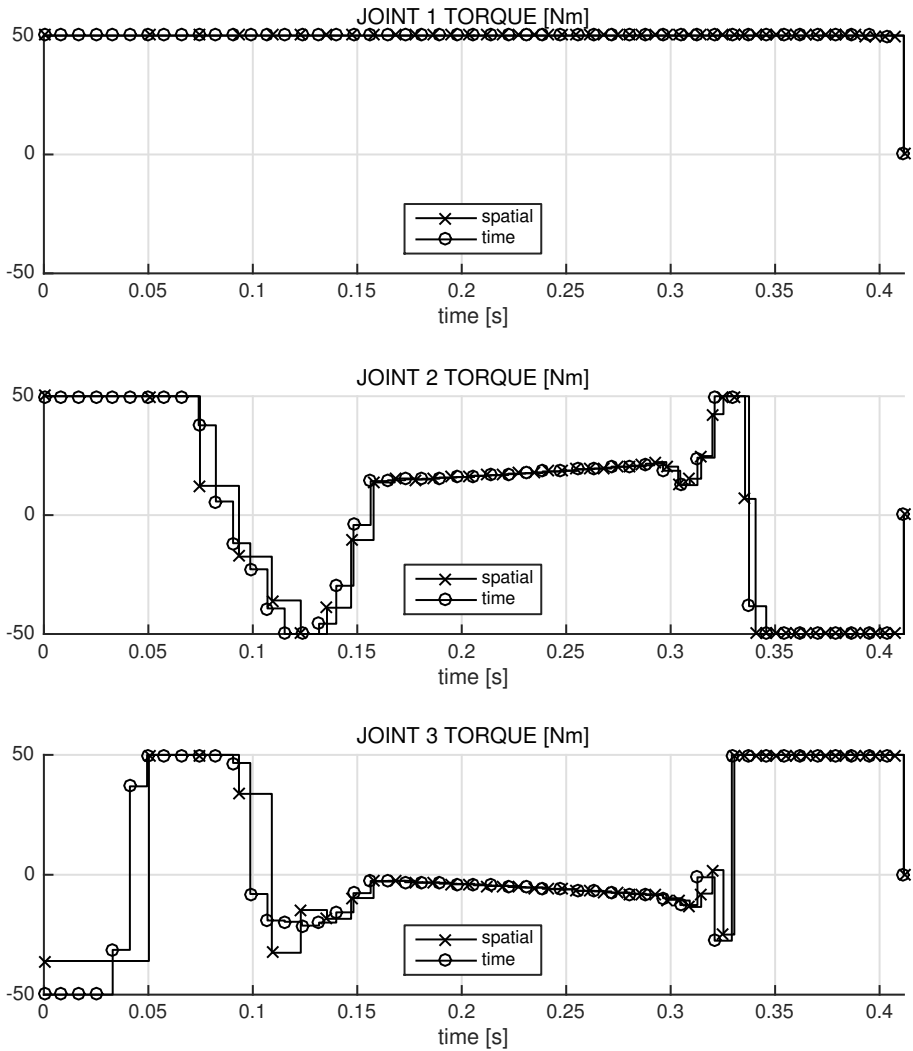 JOINT 1 TORQUE [Nm]
50
0
-50
spatial
time
0 0.05 0.1 0.15 0.2 0.25 0.3 0.35 0.4
time [s]
JOINT 2 TORQUE [Nm]
50
0
-50
spatial
time
0 0.05 0.1 0.15 0.2 0.25 0.3 0.35 0.4
time [s]
JOINT 3 TORQUE [Nm]
50
0
-50
spatial
time
0 0.05 0.1 0.15 0.2 0.25 0.3 0.35 0.4
time [s]